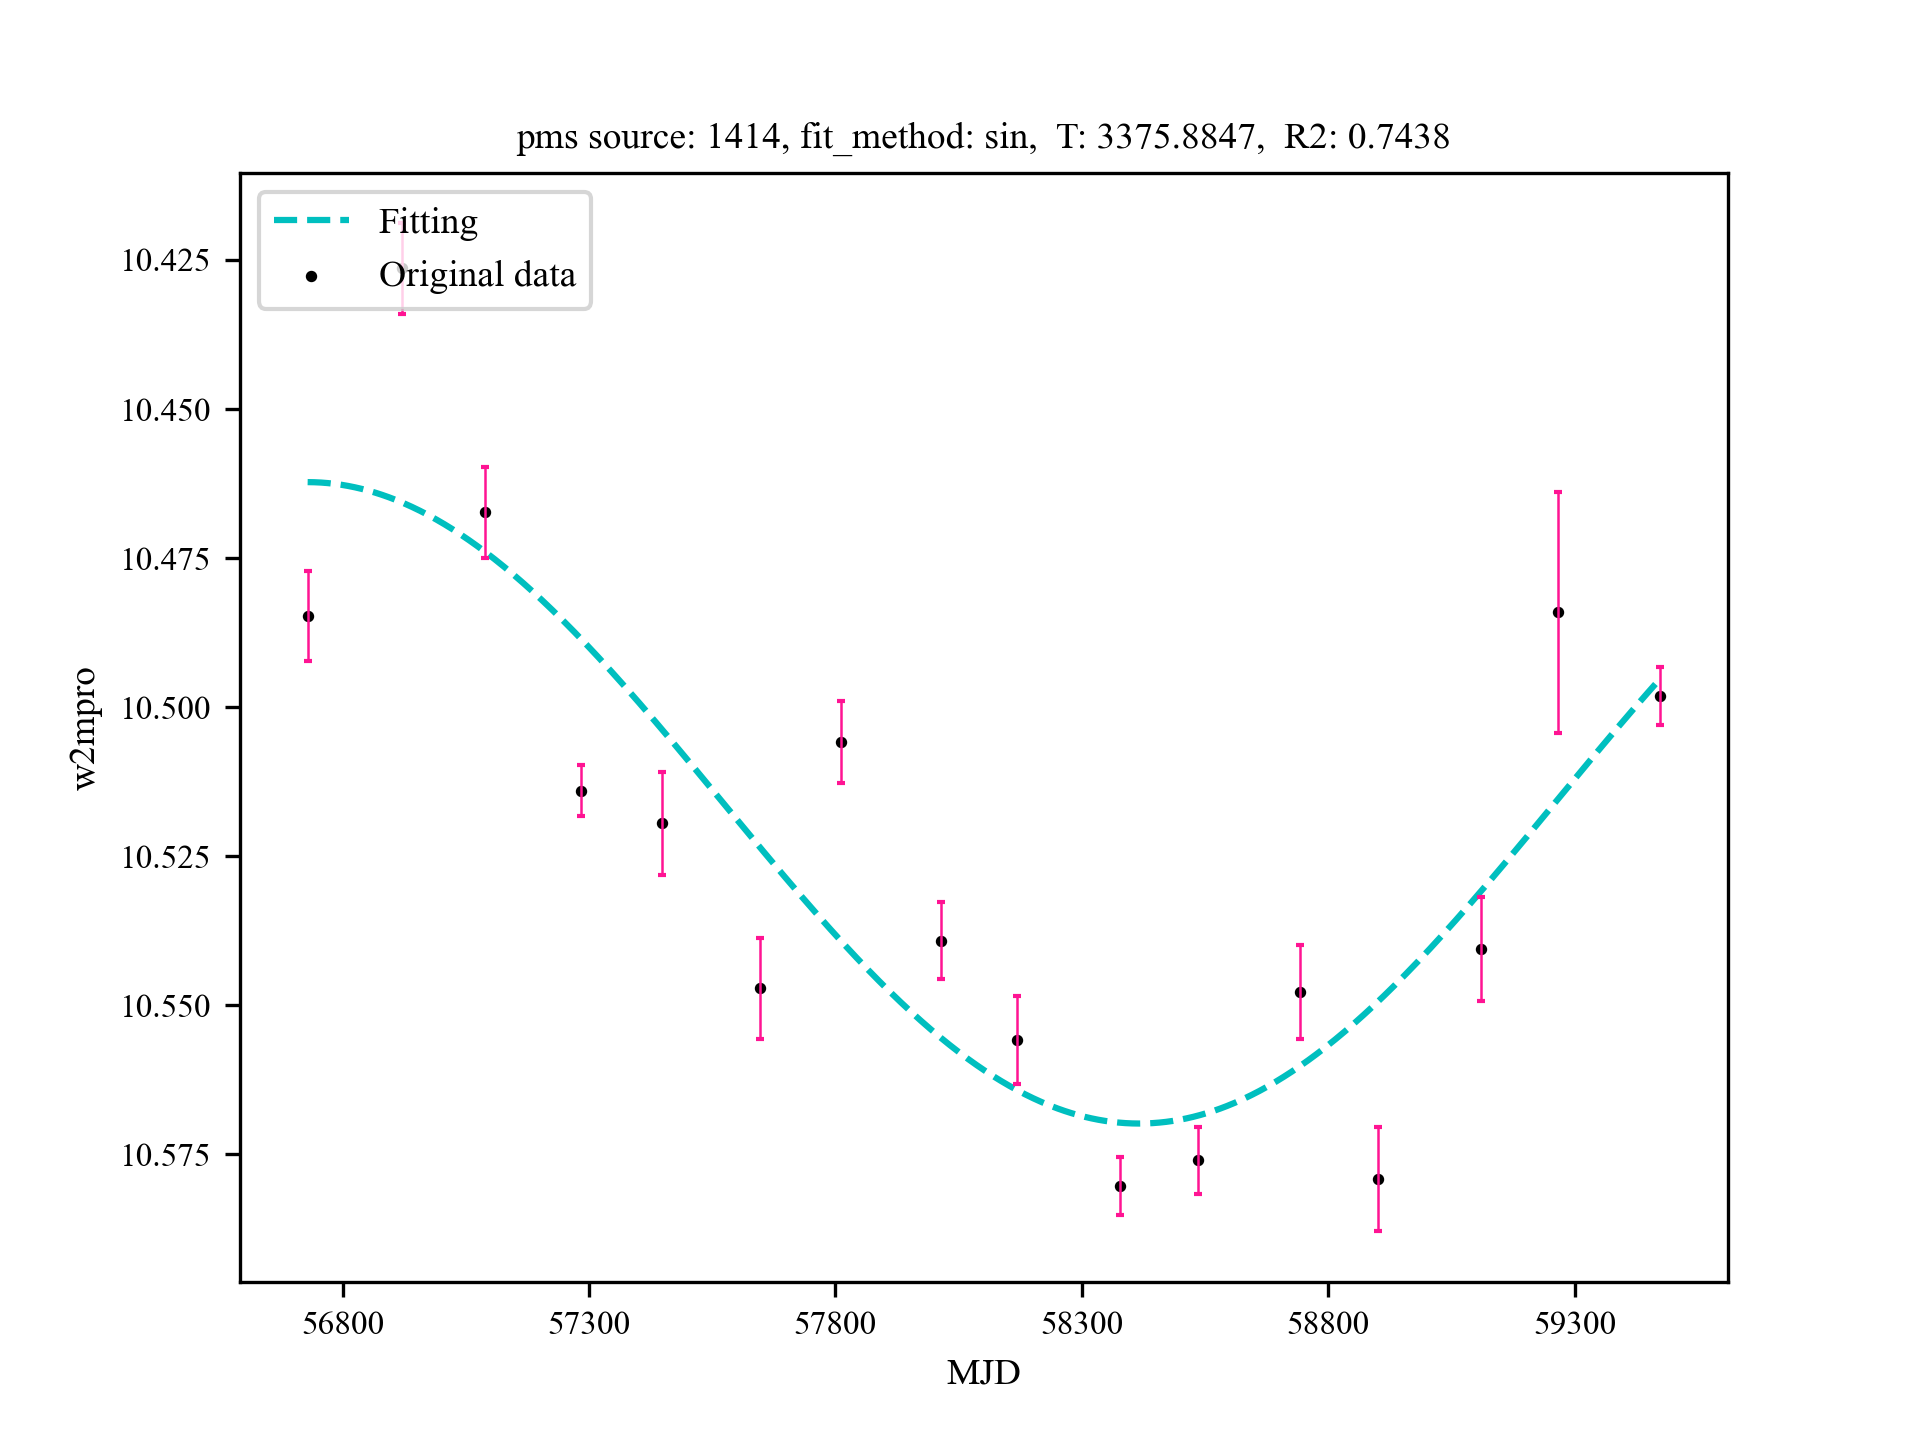 pms source: 1414, fit_method: sin, T: 3375.8847, R2: 0.7438
Fitting
Original data
10.425
10.450
10.475
10.500
10.525
10.550
10.575
w2mpro
56800 57300 57800 58300 58800 59300
MJD